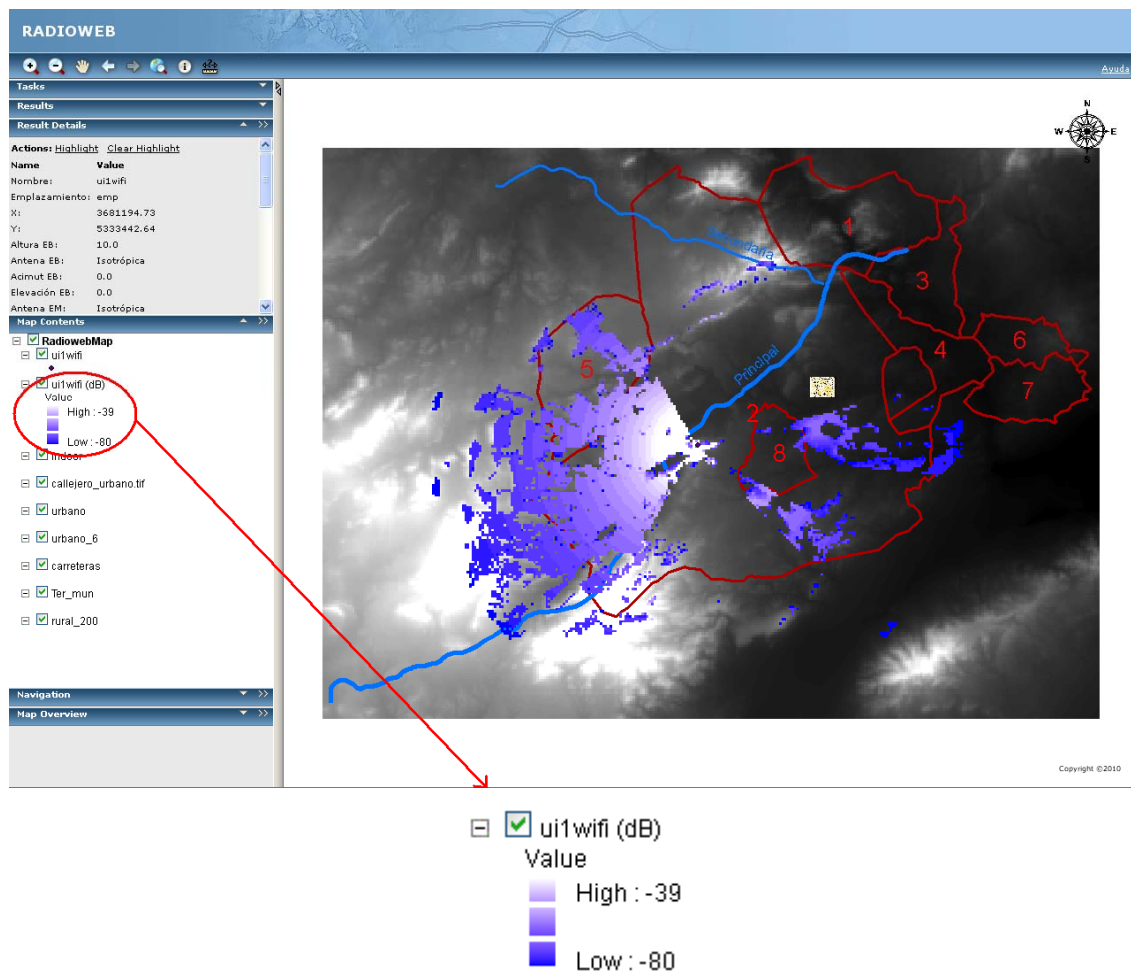 RADIOWEB
Ayuda
Tasks
Results
Result Details
Actions: Highlight Clear Highlight
Name Value
Nombre: ui1wifi
Emplazamiento: emp
X: 3681194.73
Y: 5333442.64
Altura EB: 10.0
Antena EB: Isotrópica
Acimut EB: 0.0
Elevación EB: 0.0
Antena EM: Isotrópica
Map Contents
RadiowebMap
ui1wifi
ui1wifi (dB)
Value
High : -39
Low : -80
indoor
callejero_urbano.tif
urbano
urbano_6
carreteras
Ter_mun
rural_200
Navigation
Map Overview
N
W E
S
Secundaria
Principal
1
3
4
6
7
5
2
8
Copyright ©2010
ui1wifi (dB)
Value
High : -39
Low : -80